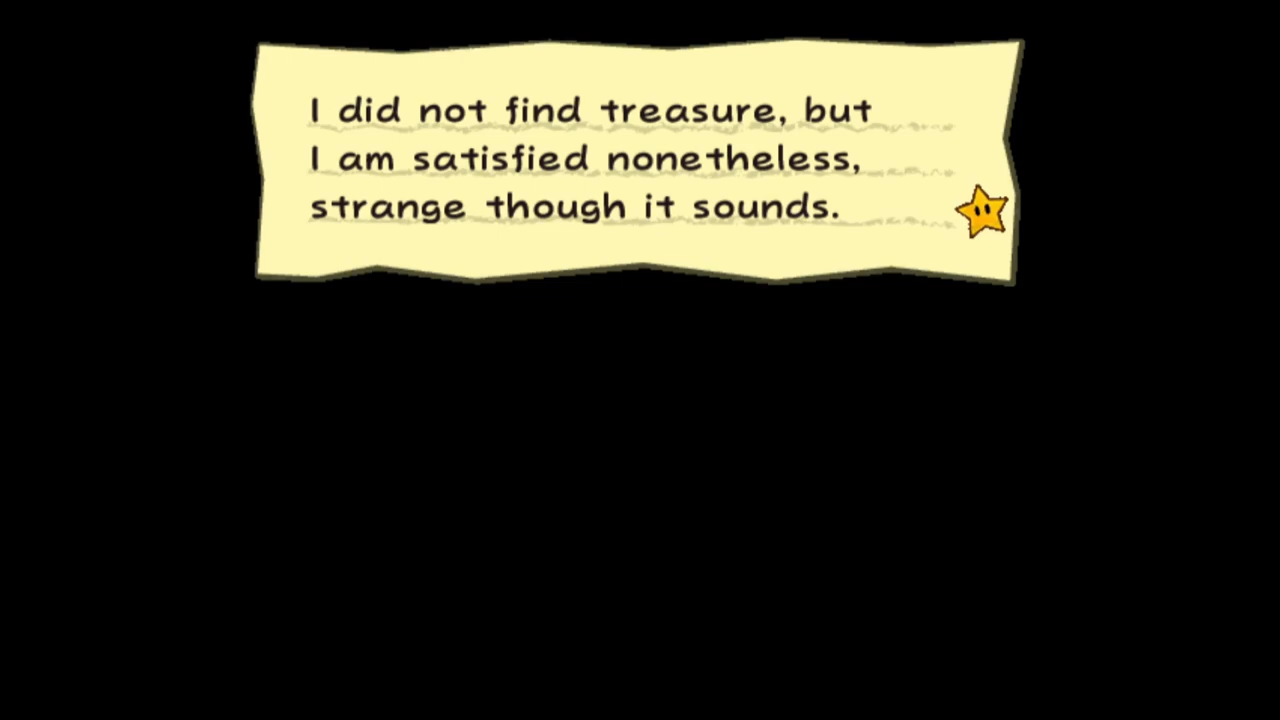 I did not find treasure, but
I am satisfied nonetheless,
strange though it sounds.